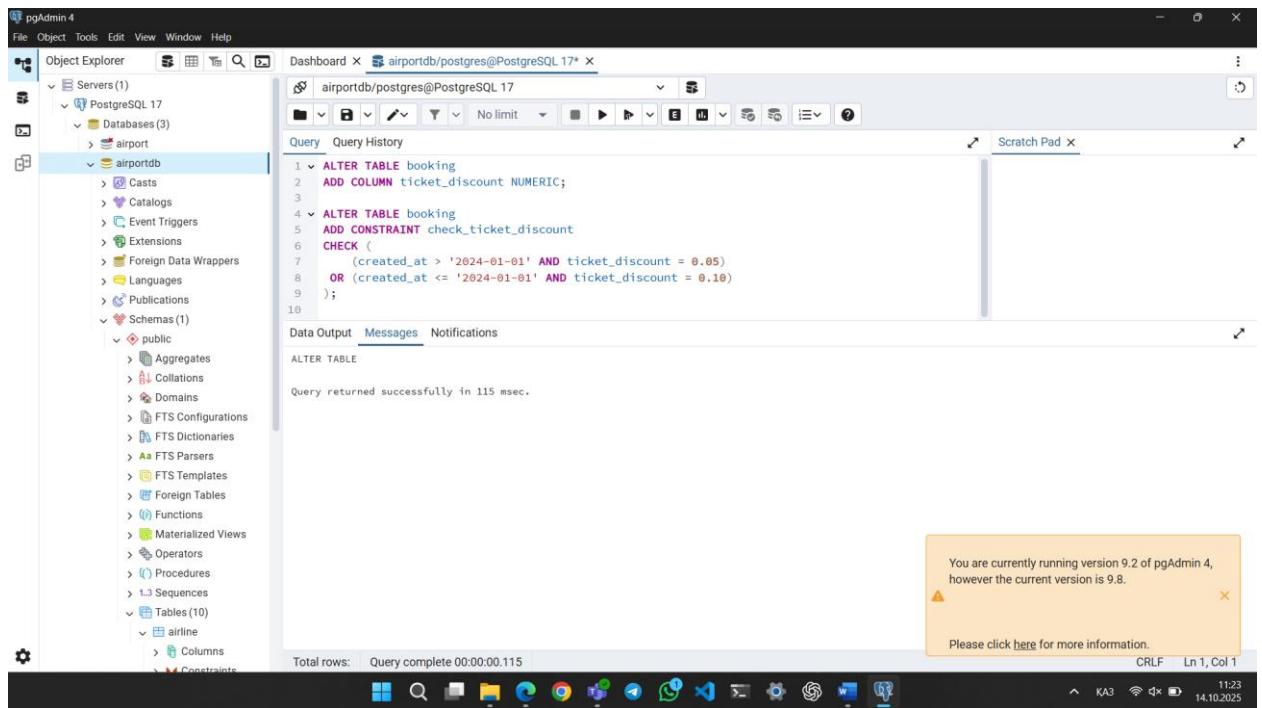 pgAdmin 4
File Object Tools Edit View Window Help
Object Explorer
Dashboard
airportdb/postgres@PostgreSQL 17*
Servers (1)
PostgreSQL 17
Databases (3)
airport
airportdb
Casts
Catalogs
Event Triggers
Extensions
Foreign Data Wrappers
Languages
Publications
Schemas (1)
public
Aggregates
Collations
Domains
FTS Configurations
FTS Dictionaries
FTS Parsers
FTS Templates
Foreign Tables
Functions
Materialized Views
Operators
Procedures
1..3 Sequences
Tables (10)
airline
Columns
Constraints
airportdb/postgres@PostgreSQL 17
No limit
Query Query History
Scratch Pad
1 ALTER TABLE booking
2 ADD COLUMN ticket_discount NUMERIC;
3
4 ALTER TABLE booking
5 ADD CONSTRAINT check_ticket_discount
6 CHECK (
7 (created_at > '2024-01-01' AND ticket_discount = 0.05)
8 OR (created_at <= '2024-01-01' AND ticket_discount = 0.10)
9 );
10
Data Output Messages Notifications
ALTER TABLE
Query returned successfully in 115 msec.
You are currently running version 9.2 of pgAdmin 4,
however the current version is 9.8.
Please click here for more information.
Total rows: Query complete 00:00:00.115
CRLF Ln 1, Col 1
ҚАЗ
11:23
14.10.2025